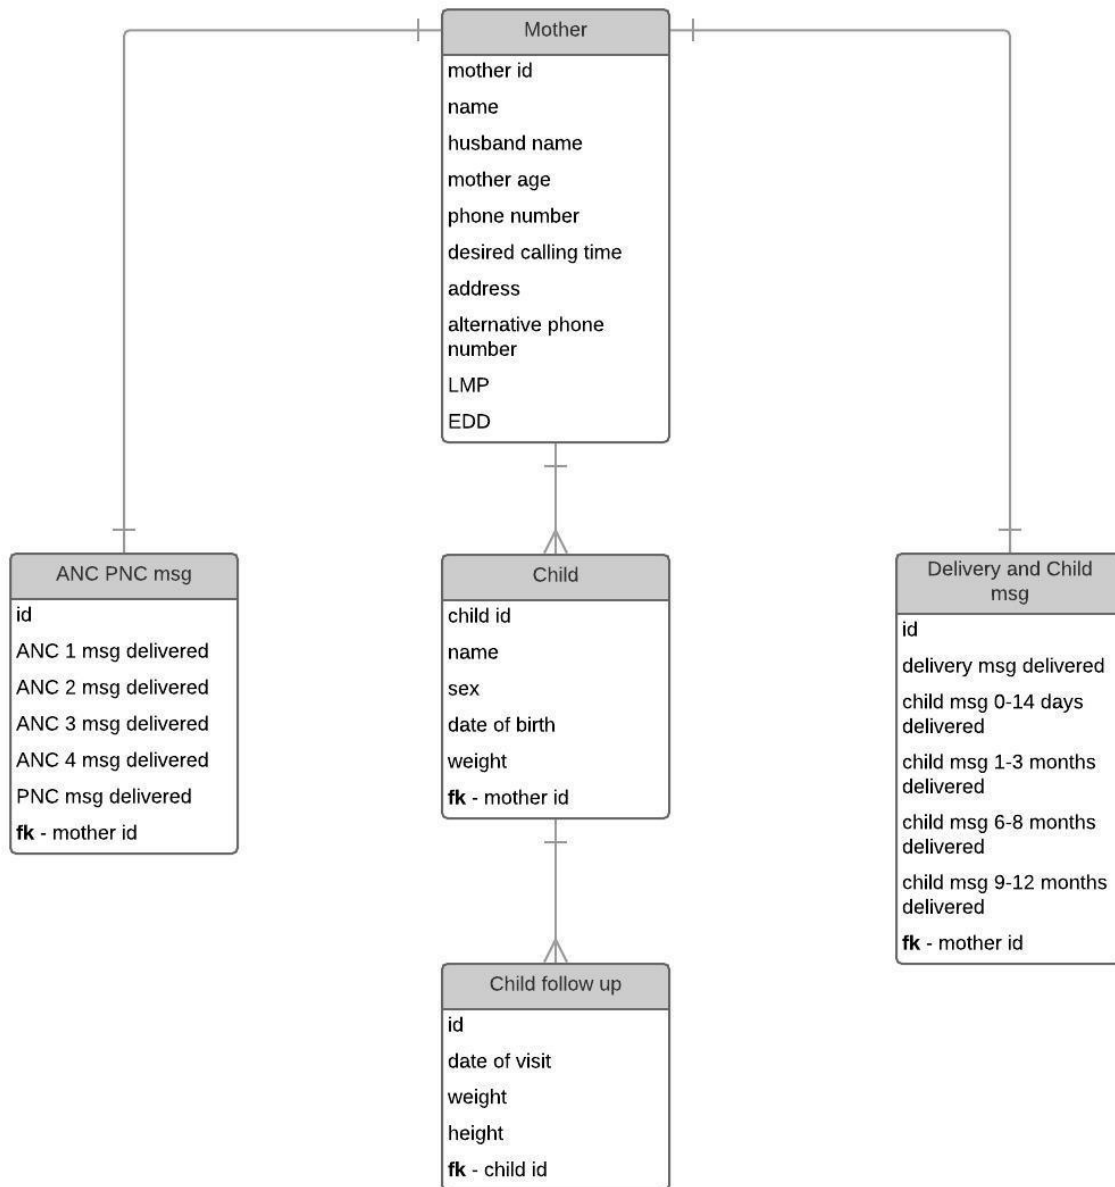 Mother
mother id
name
husband name
mother age
phone number
desired calling time
address
alternative phone
number
LMP
EDD
ANC PNC msg
id
ANC 1 msg delivered
ANC 2 msg delivered
ANC 3 msg delivered
ANC 4 msg delivered
PNC msg delivered
fk - mother id
Child
child id
name
sex
date of birth
weight
fk - mother id
Delivery and Child
msg
id
delivery msg delivered
child msg 0-14 days
delivered
child msg 1-3 months
delivered
child msg 6-8 months
delivered
child msg 9-12 months
delivered
fk - mother id
Child follow up
id
date of visit
weight
height
fk - child id